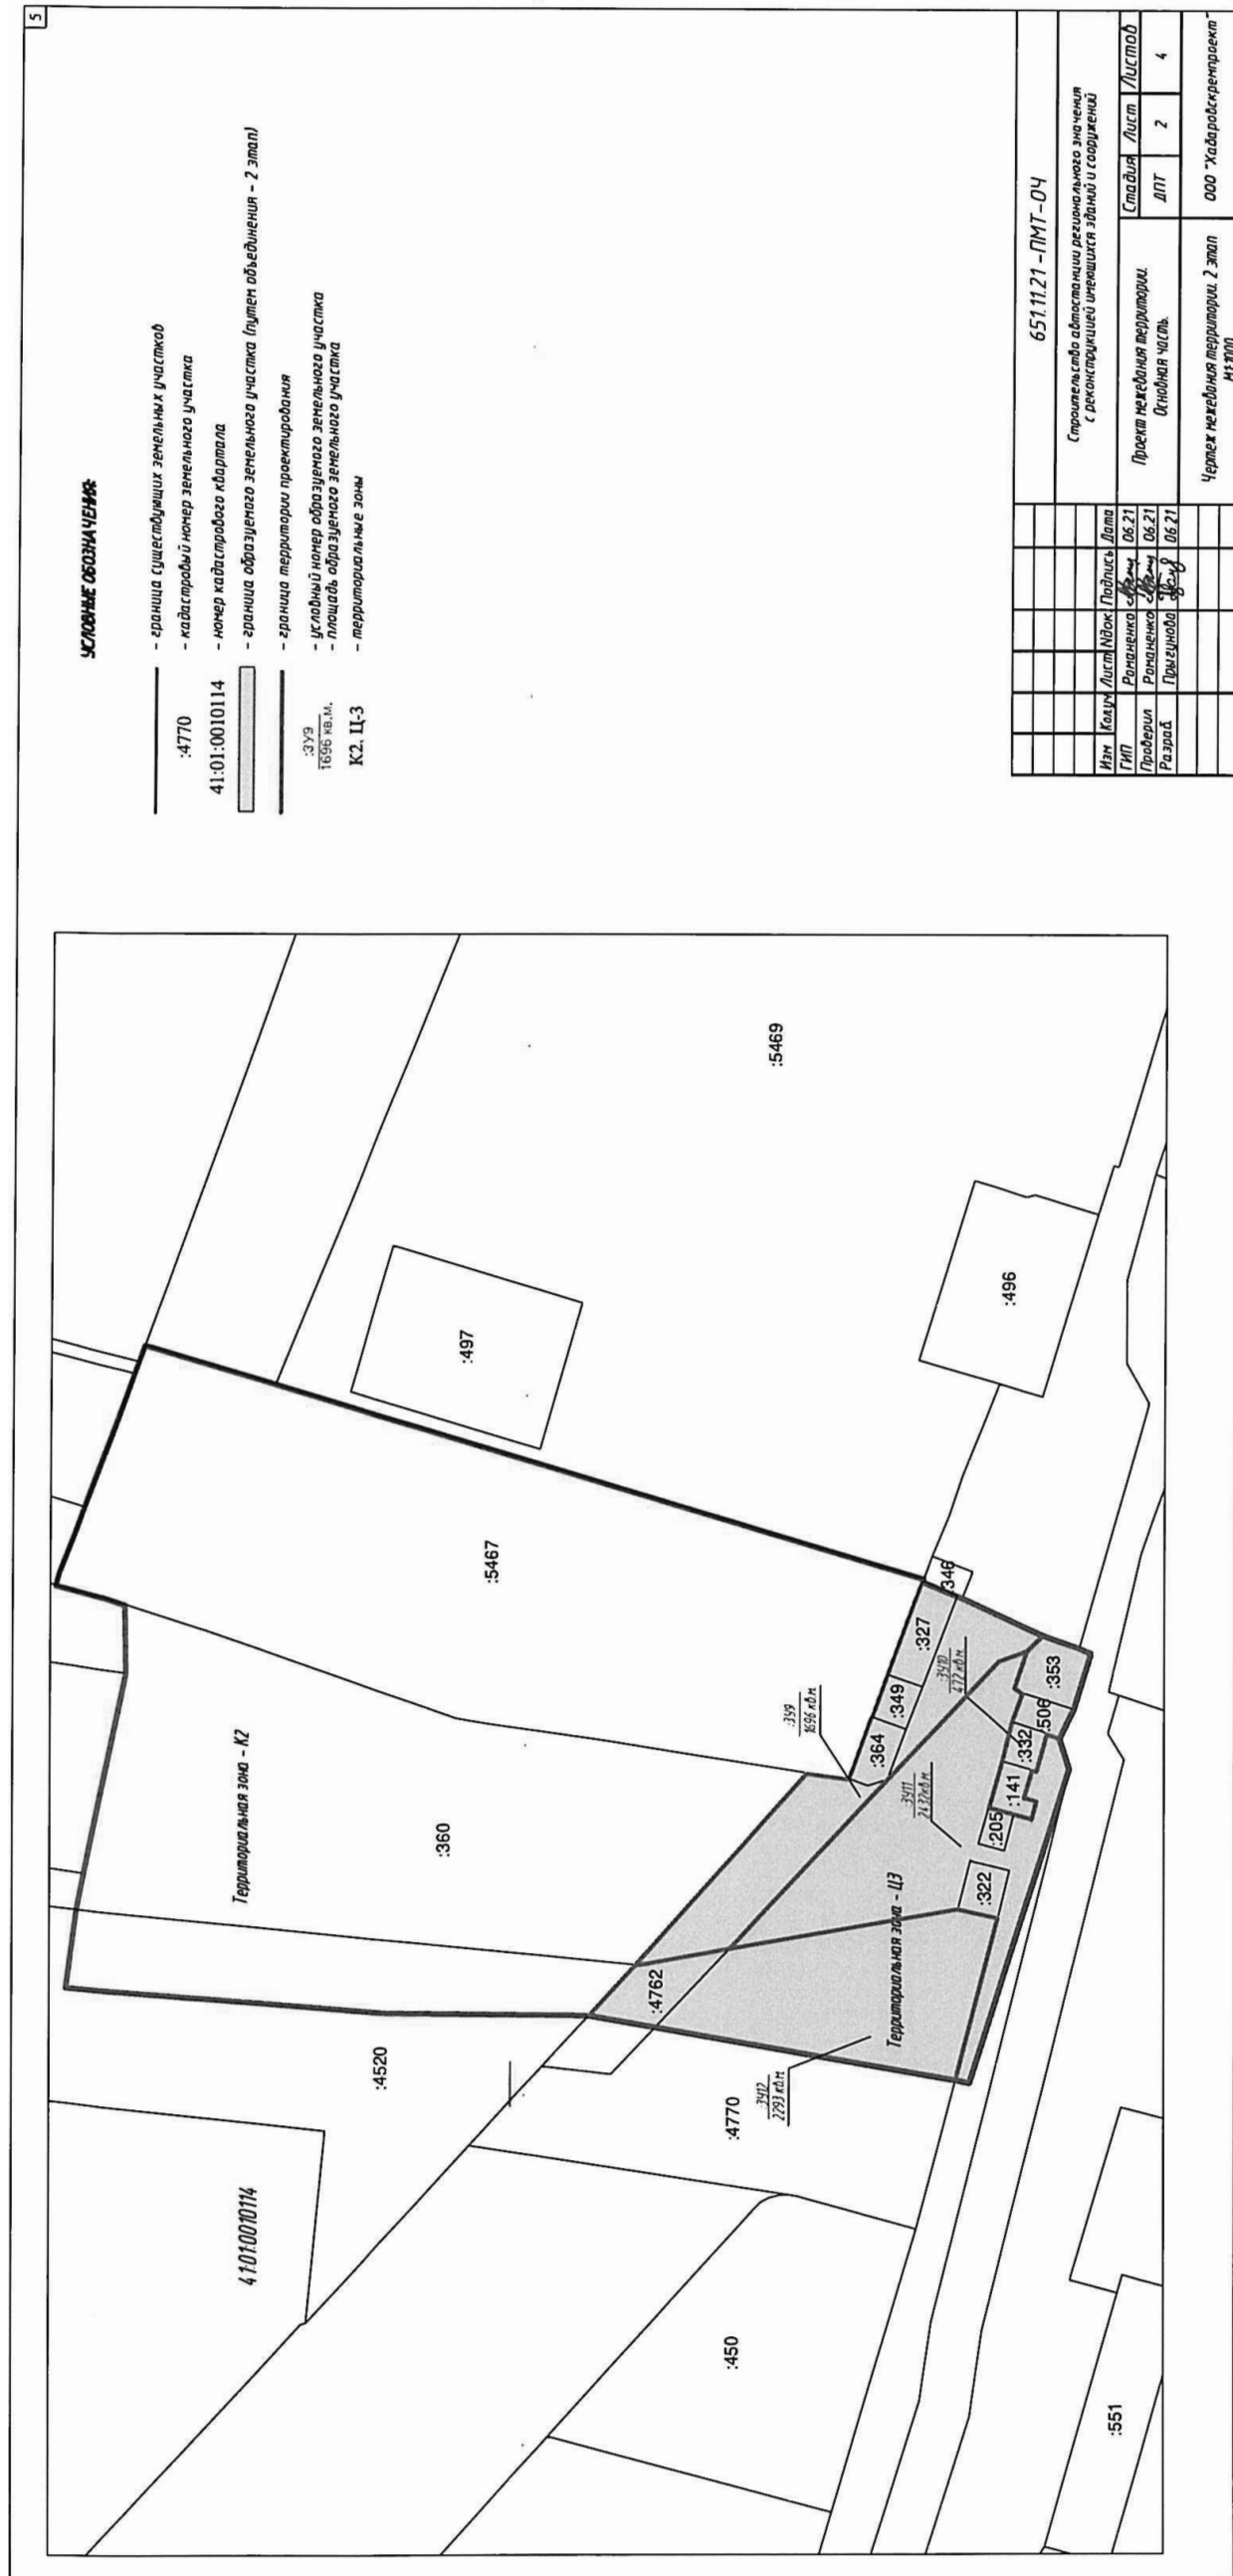 5
УСЛОВНЫЕ ОБОЗНАЧЕНИЯ:
- граница существующих земельных участков
:4770 - кадастровый номер земельного участка
41:01:0010114 - номер кадастрового квартала
- граница образуемого земельного участка (путем объединения - 2 этап)
- граница территории проектирования
:ЗУ9 - условный номер образуемого земельного участка
1696 кв.м. - площадь образуемого земельного участка
К2, Ц-3 - территориальные зоны
41:01:0010114
Территориальная зона - К2
:4520
:360
:5467
:497
:5469
:4762
:ЗУ9
1696 кв.м
:364
:349
:327
:346
:496
:4770
:ЗУ12
2293 кв.м
Территориальная зона - Ц3
:ЗУ11
2437кв.м
:ЗУ10
477 кв.м
:322
:205
:141
:332
:506
:353
:450
:551
651.11.21 -ПМТ-ОЧ
Строительство автостанции регионального значения
с реконструкцией имеющихся зданий и сооружений
Изм Кол.уч Лист №док. Подпись Дата
ГИП Романенко 06.21
Проверил Романенко 06.21
Разраб. Прыгунова 06.21
Проект межевания территории.
Основная часть.
Стадия Лист Листов
ДПТ 2 4
Чертеж межевания территории. 2 этап
М1:1000
ООО "Хабаровскремпроект"